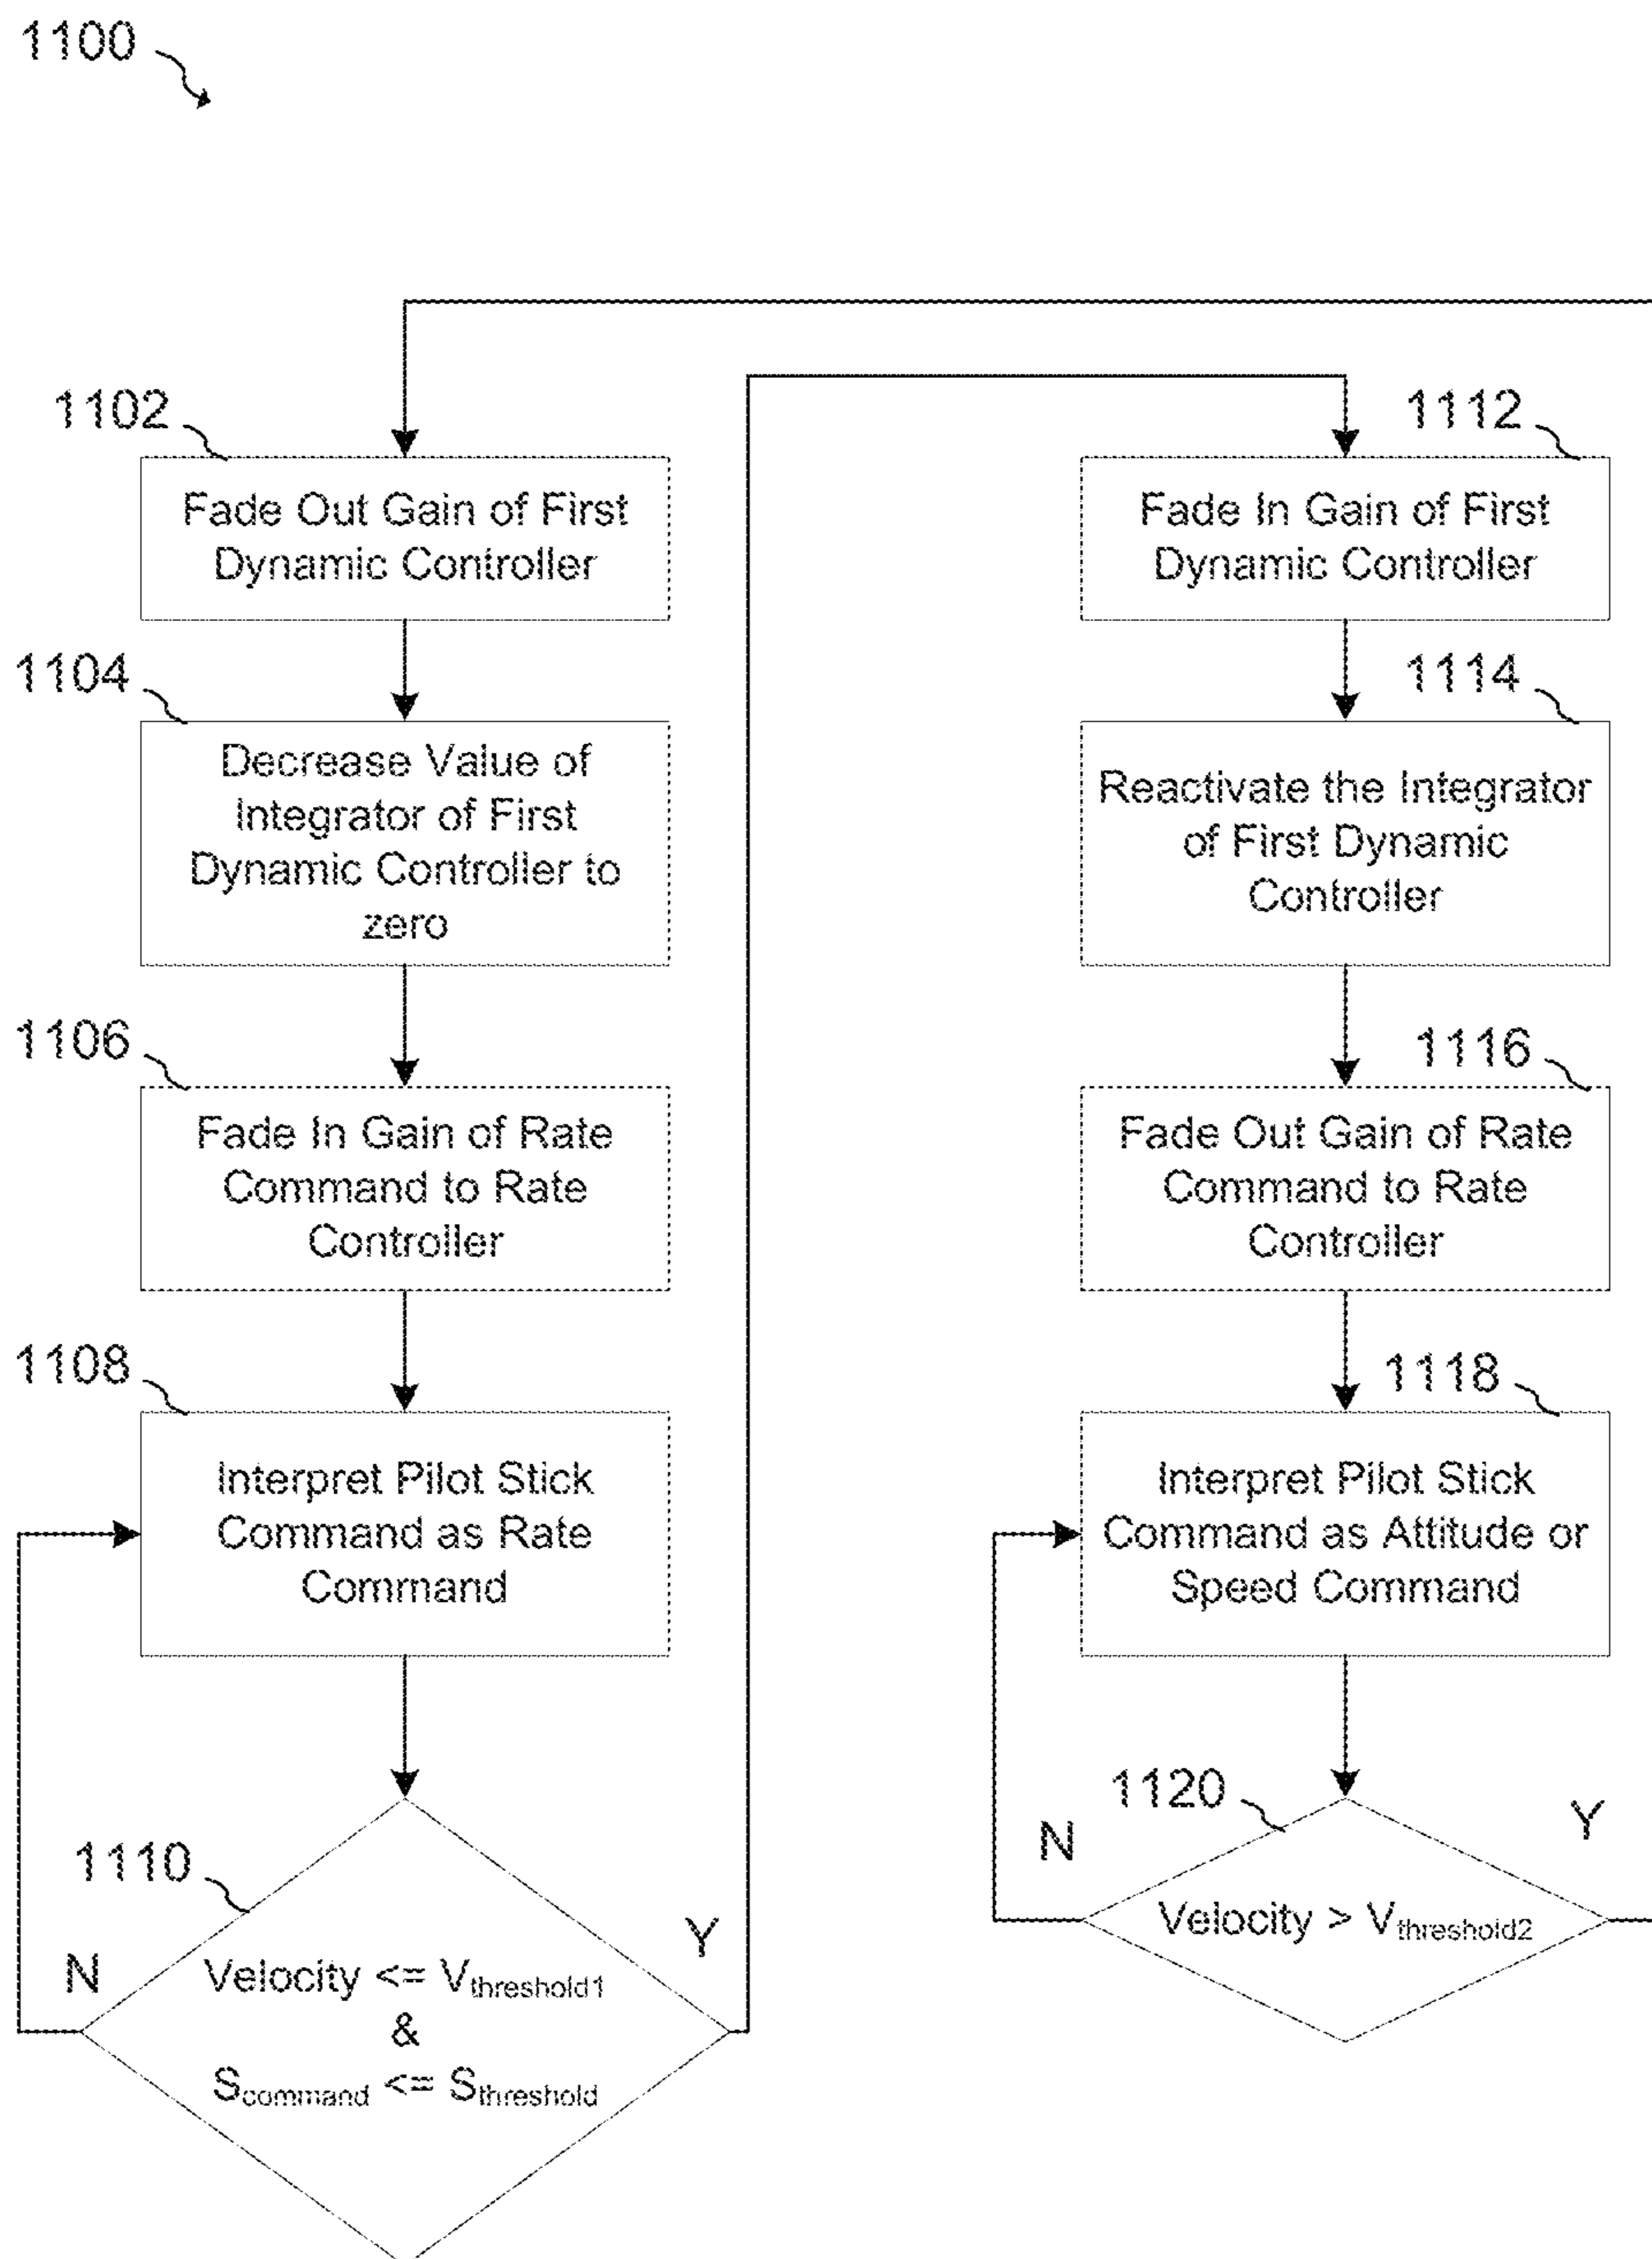 1100
1102
Fade Out Gain of First
Dynamic Controller
1104
Decrease Value of
Integrator of First
Dynamic Controller to
zero
1106
Fade In Gain of Rate
Command to Rate
Controller
1108
Interpret Pilot Stick
Command as Rate
Command
1110
N
Y
Velocity <= Vthreshold1
&
Scommand <= Sthreshold
1112
Fade In Gain of First
Dynamic Controller
1114
Reactivate the Integrator
of First Dynamic
Controller
1116
Fade Out Gain of Rate
Command to Rate
Controller
1118
Interpret Pilot Stick
Command as Attitude or
Speed Command
1120
N
Y
Velocity > Vthreshold2